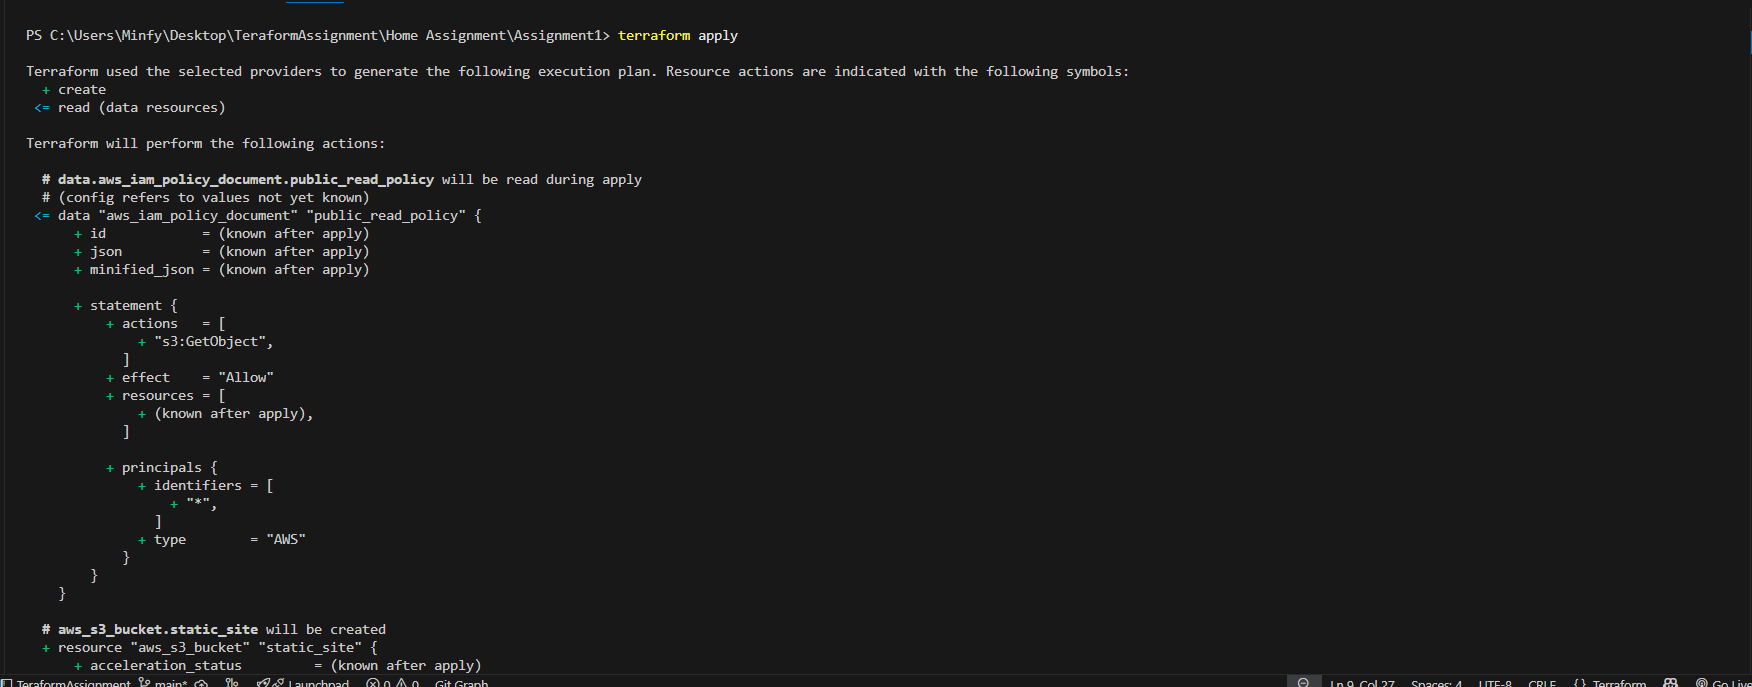 PS C:\Users\Minfy\Desktop\TeraformAssignment\Home Assignment\Assignment1> terraform apply
Terraform used the selected providers to generate the following execution plan. Resource actions are indicated with the following symbols:
+ create
<= read (data resources)
Terraform will perform the following actions:
# data.aws_iam_policy_document.public_read_policy will be read during apply
# (config refers to values not yet known)
<= data "aws_iam_policy_document" "public_read_policy" {
+ id = (known after apply)
+ json = (known after apply)
+ minified_json = (known after apply)
+ statement {
+ actions = [
+ "s3:GetObject",
]
+ effect = "Allow"
+ resources = [
+ (known after apply),
]
+ principals {
+ identifiers = [
+ "*",
]
+ type = "AWS"
}
}
}
# aws_s3_bucket.static_site will be created
+ resource "aws_s3_bucket" "static_site" {
+ acceleration_status = (known after apply)
TeraformAssignment main* Launchpad 0 0 Git Graph Ln 9, Col 27 Spaces: 4 UTF-8 CRLF {} Terraform Go Live